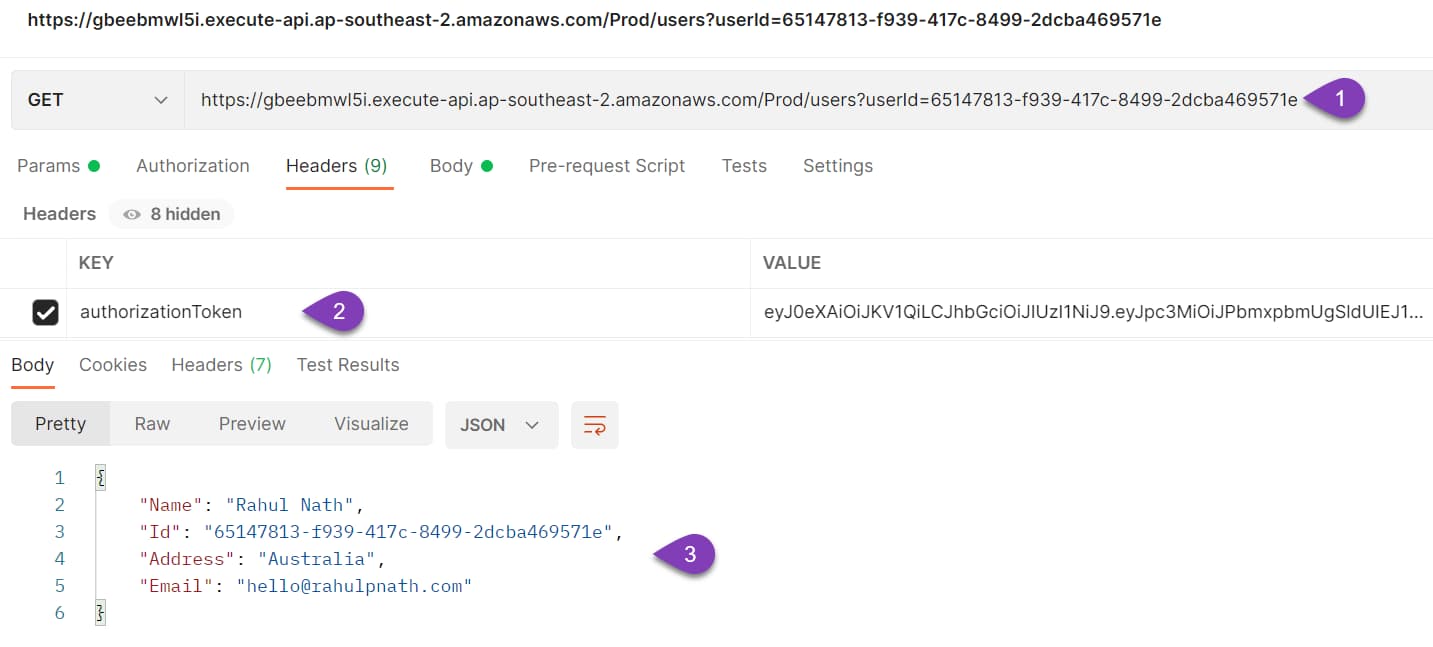 https://gbeebmwl5i.execute-api.ap-southeast-2.amazonaws.com/Prod/users?userId=65147813-f939-417c-8499-2dcba469571e
GET https://gbeebmwl5i.execute-api.ap-southeast-2.amazonaws.com/Prod/users?userId=65147813-f939-417c-8499-2dcba469571e 1
Params Authorization Headers (9) Body Pre-request Script Tests Settings
Headers 8 hidden
KEY VALUE
authorizationToken 2 eyJ0eXAiOiJKV1QiLCJhbGciOiJIUzI1NiJ9.eyJpc3MiOiJPbmxpbmUgSldUIEJ1...
Body Cookies Headers (7) Test Results
Pretty Raw Preview Visualize JSON
1 {
2 "Name": "Rahul Nath",
3 "Id": "65147813-f939-417c-8499-2dcba469571e",
4 "Address": "Australia", 3
5 "Email": "hello@rahulpnath.com"
6 }